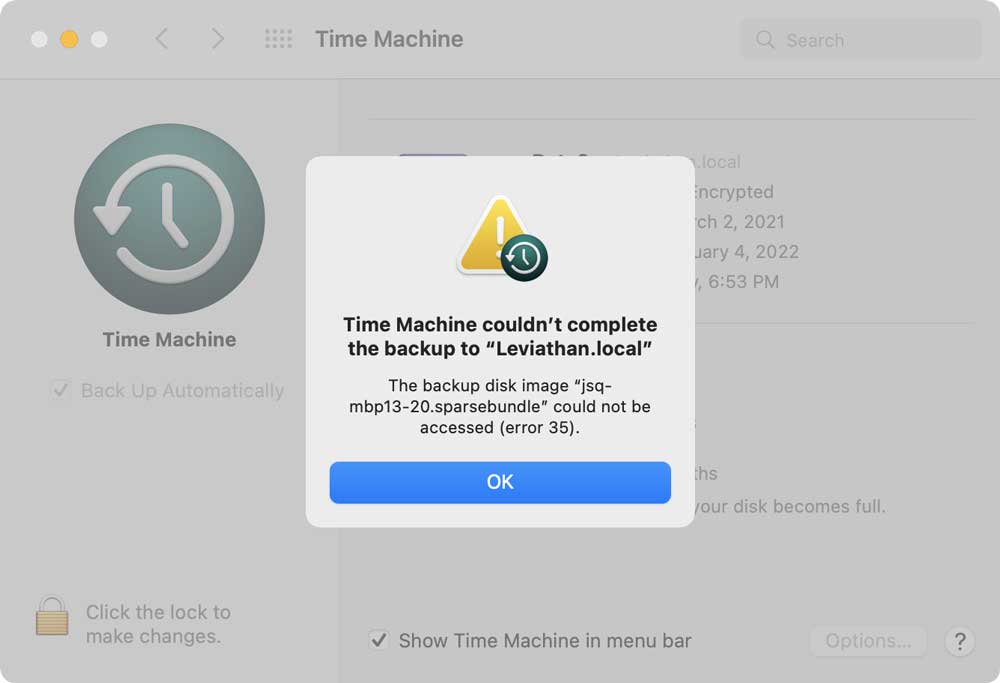 Time Machine
Search
.local
Encrypted
rch 2, 2021
uary 4, 2022
, 6:53 PM
Time Machine
Back Up Automatically
Time Machine couldn’t complete
the backup to “Leviathan.local”
The backup disk image “jsq-
mbp13-20.sparsebundle” could not be
accessed (error 35).
OK
ths
your disk becomes full.
Click the lock to
make changes.
Show Time Machine in menu bar
Options...
?